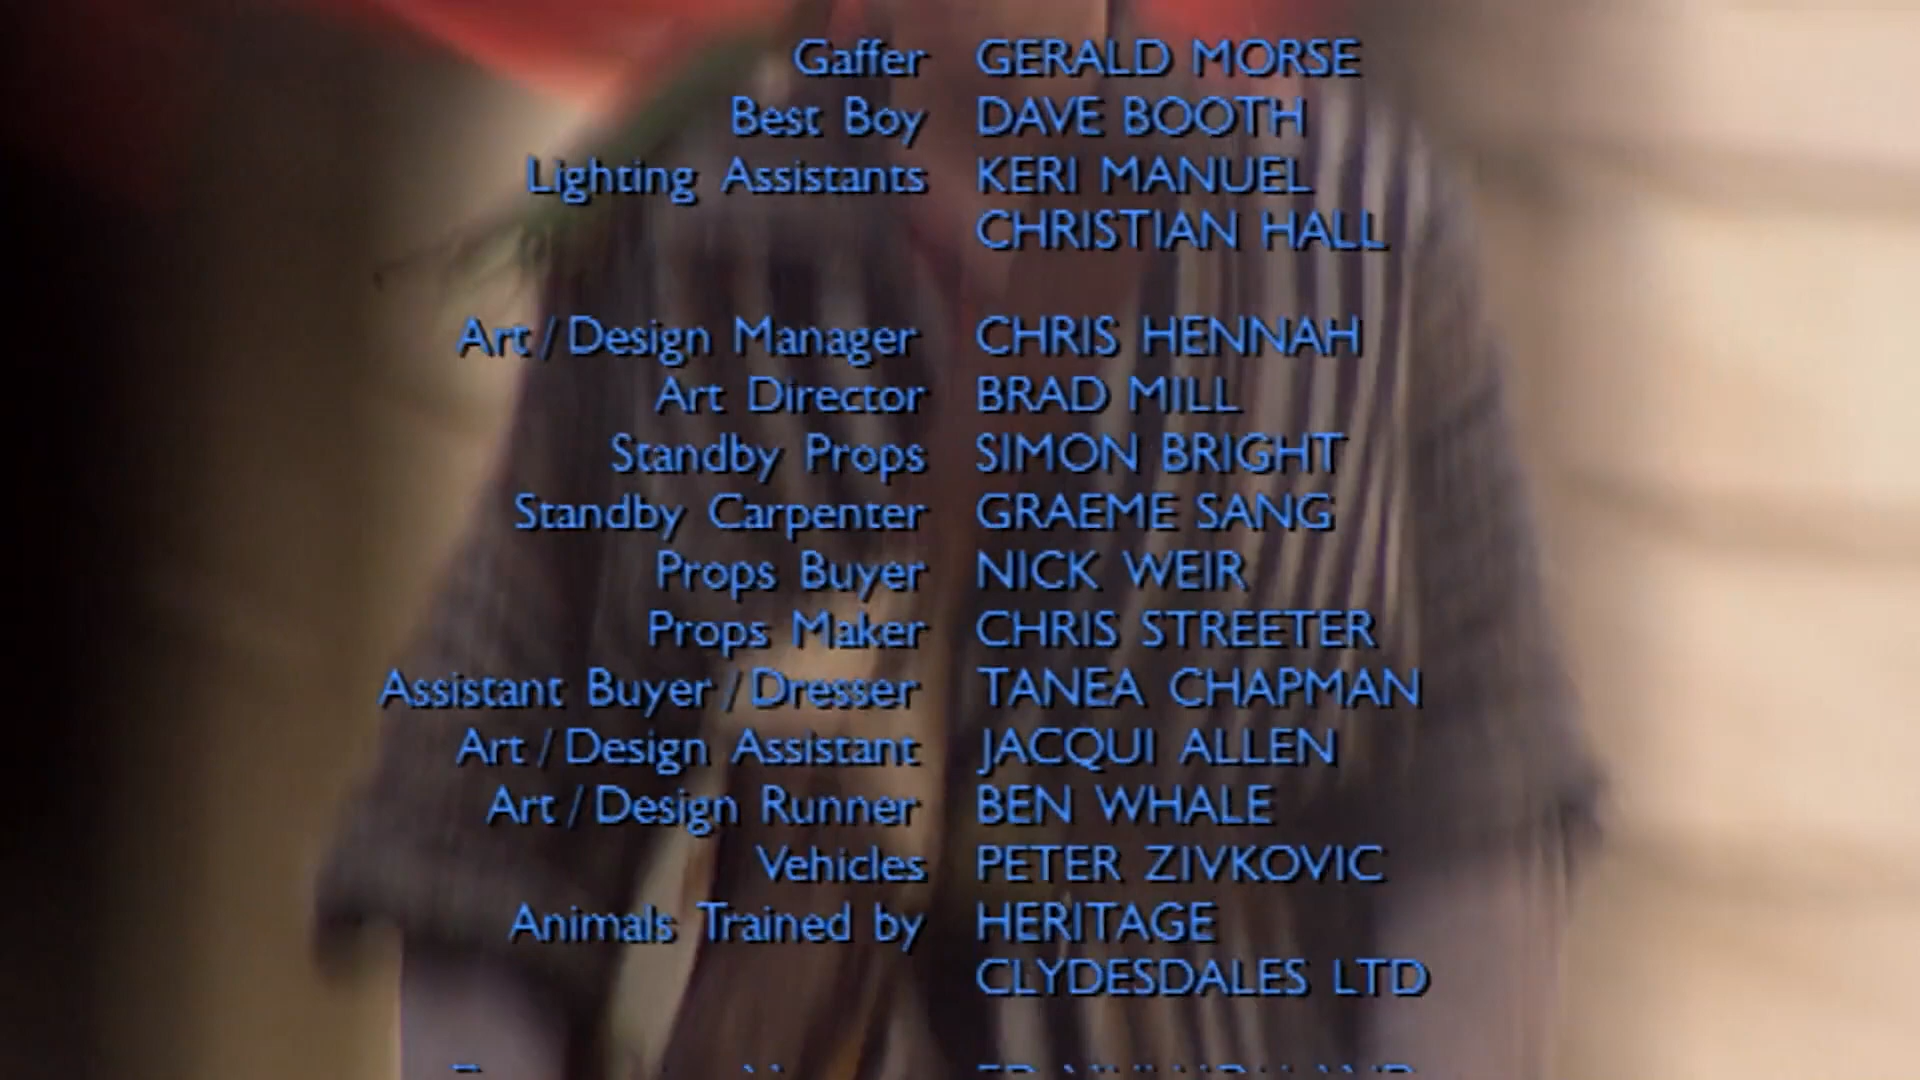 Gaffer GERALD MORSE
Best Boy DAVE BOOTH
Lighting Assistants KERI MANUEL
CHRISTIAN HALL
Art / Design Manager CHRIS HENNAH
Art Director BRAD MILL
Standby Props SIMON BRIGHT
Standby Carpenter GRAEME SANG
Props Buyer NICK WEIR
Props Maker CHRIS STREETER
Assistant Buyer / Dresser TANEA CHAPMAN
Art / Design Assistant JACQUI ALLEN
Art / Design Runner BEN WHALE
Vehicles PETER ZIVKOVIC
Animals Trained by HERITAGE
CLYDESDALES LTD